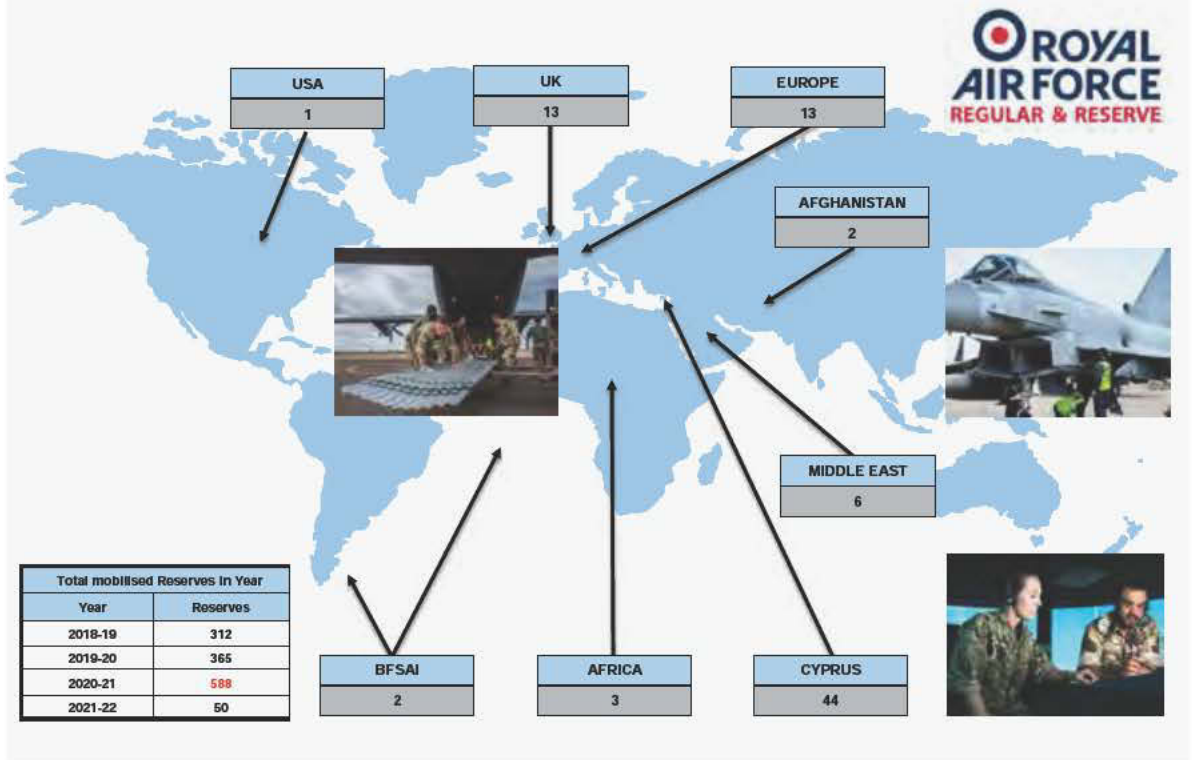 ROYAL
AIR FORCE
REGULAR & RESERVE
USA
1
UK
13
EUROPE
13
AFGHANISTAN
2
MIDDLE EAST
6
Total mobilised Reserves in Year
Year Reserves
2018-19 312
2019-20 365
2020-21 588
2021-22 50
BFSAI
2
AFRICA
3
CYPRUS
44